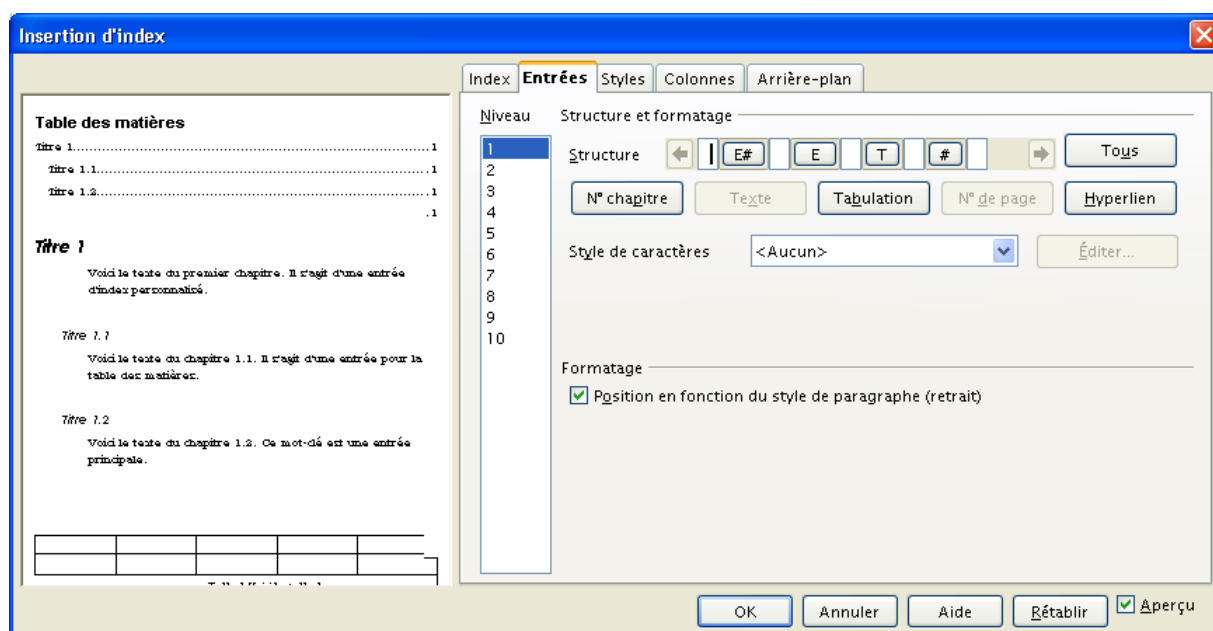 Insertion d'index
Table des matières
Titre 1.....................................................................1
Titre 1.1................................................................1
Titre 1.2................................................................1
.1
Titre 1
Voici le texte du premier chapitre. Il s'agit d'une entrée
d'index personnalisé.
Titre 1.1
Voici le texte du chapitre 1.1. Il s'agit d'une entrée pour la
table des matières.
Titre 1.2
Voici le texte du chapitre 1.2. Ce mot-clé est une entrée
principale.
Index Entrées Styles Colonnes Arrière-plan
Niveau Structure et formatage
1
2
3
4
5
6
7
8
9
10
Structure E# E T # Tous
N° chapitre Texte Tabulation N° de page Hyperlien
Style de caractères <Aucun> Éditer...
Formatage
Position en fonction du style de paragraphe (retrait)
OK Annuler Aide Rétablir Aperçu